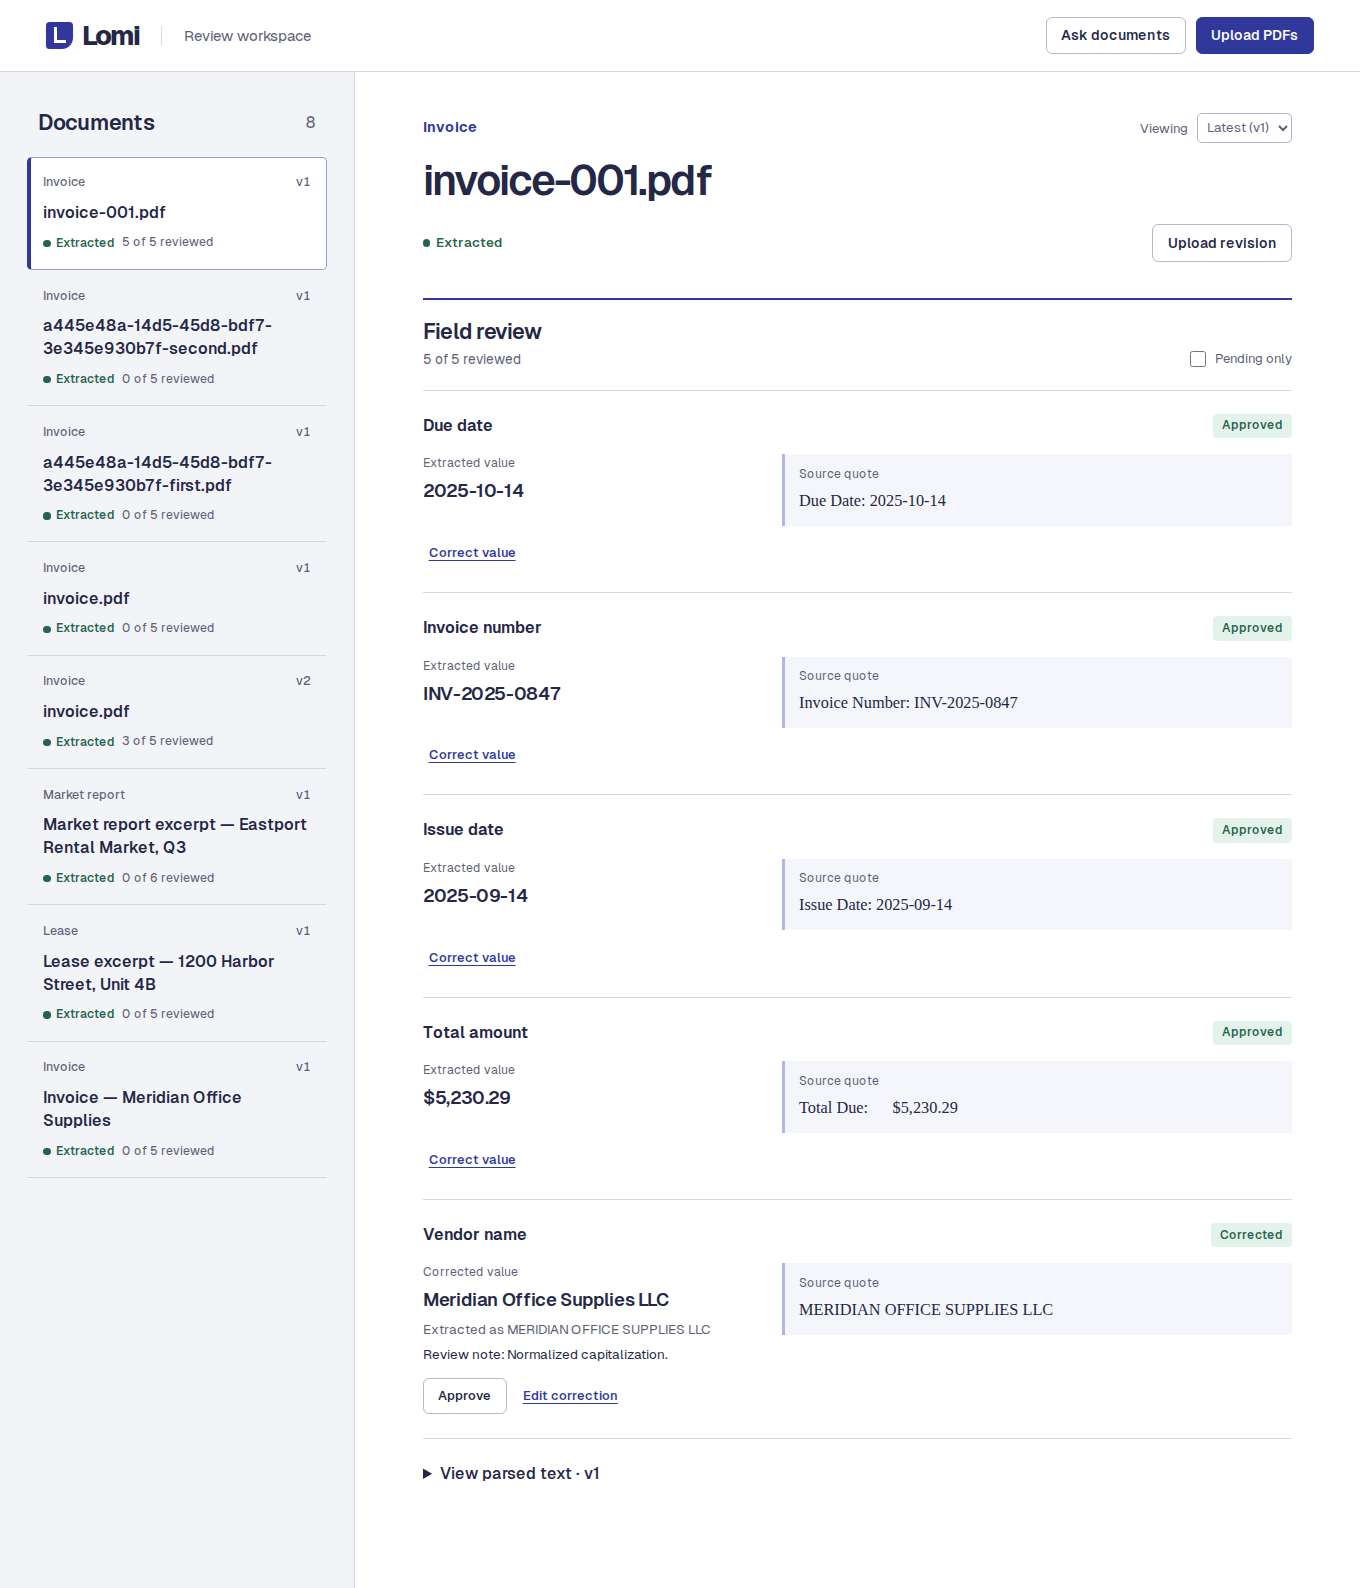 Lomi
Review workspace
Ask documents
Upload PDFs
Documents
8
Invoice
v1
invoice-001.pdf
Extracted 5 of 5 reviewed
Invoice
v1
a445e48a-14d5-45d8-bdf7-
3e345e930b7f-second.pdf
Extracted 0 of 5 reviewed
Invoice
v1
a445e48a-14d5-45d8-bdf7-
3e345e930b7f-first.pdf
Extracted 0 of 5 reviewed
Invoice
v1
invoice.pdf
Extracted 0 of 5 reviewed
Invoice
v2
invoice.pdf
Extracted 3 of 5 reviewed
Market report
v1
Market report excerpt — Eastport
Rental Market, Q3
Extracted 0 of 6 reviewed
Lease
v1
Lease excerpt — 1200 Harbor
Street, Unit 4B
Extracted 0 of 5 reviewed
Invoice
v1
Invoice — Meridian Office
Supplies
Extracted 0 of 5 reviewed
Invoice
Viewing
Latest (v1)
invoice-001.pdf
Extracted
Upload revision
Field review
5 of 5 reviewed
Pending only
Due date
Approved
Extracted value
2025-10-14
Source quote
Due Date: 2025-10-14
Correct value
Invoice number
Approved
Extracted value
INV-2025-0847
Source quote
Invoice Number: INV-2025-0847
Correct value
Issue date
Approved
Extracted value
2025-09-14
Source quote
Issue Date: 2025-09-14
Correct value
Total amount
Approved
Extracted value
$5,230.29
Source quote
Total Due: $5,230.29
Correct value
Vendor name
Corrected
Corrected value
Meridian Office Supplies LLC
Extracted as MERIDIAN OFFICE SUPPLIES LLC
Review note: Normalized capitalization.
Source quote
MERIDIAN OFFICE SUPPLIES LLC
Approve
Edit correction
View parsed text · v1